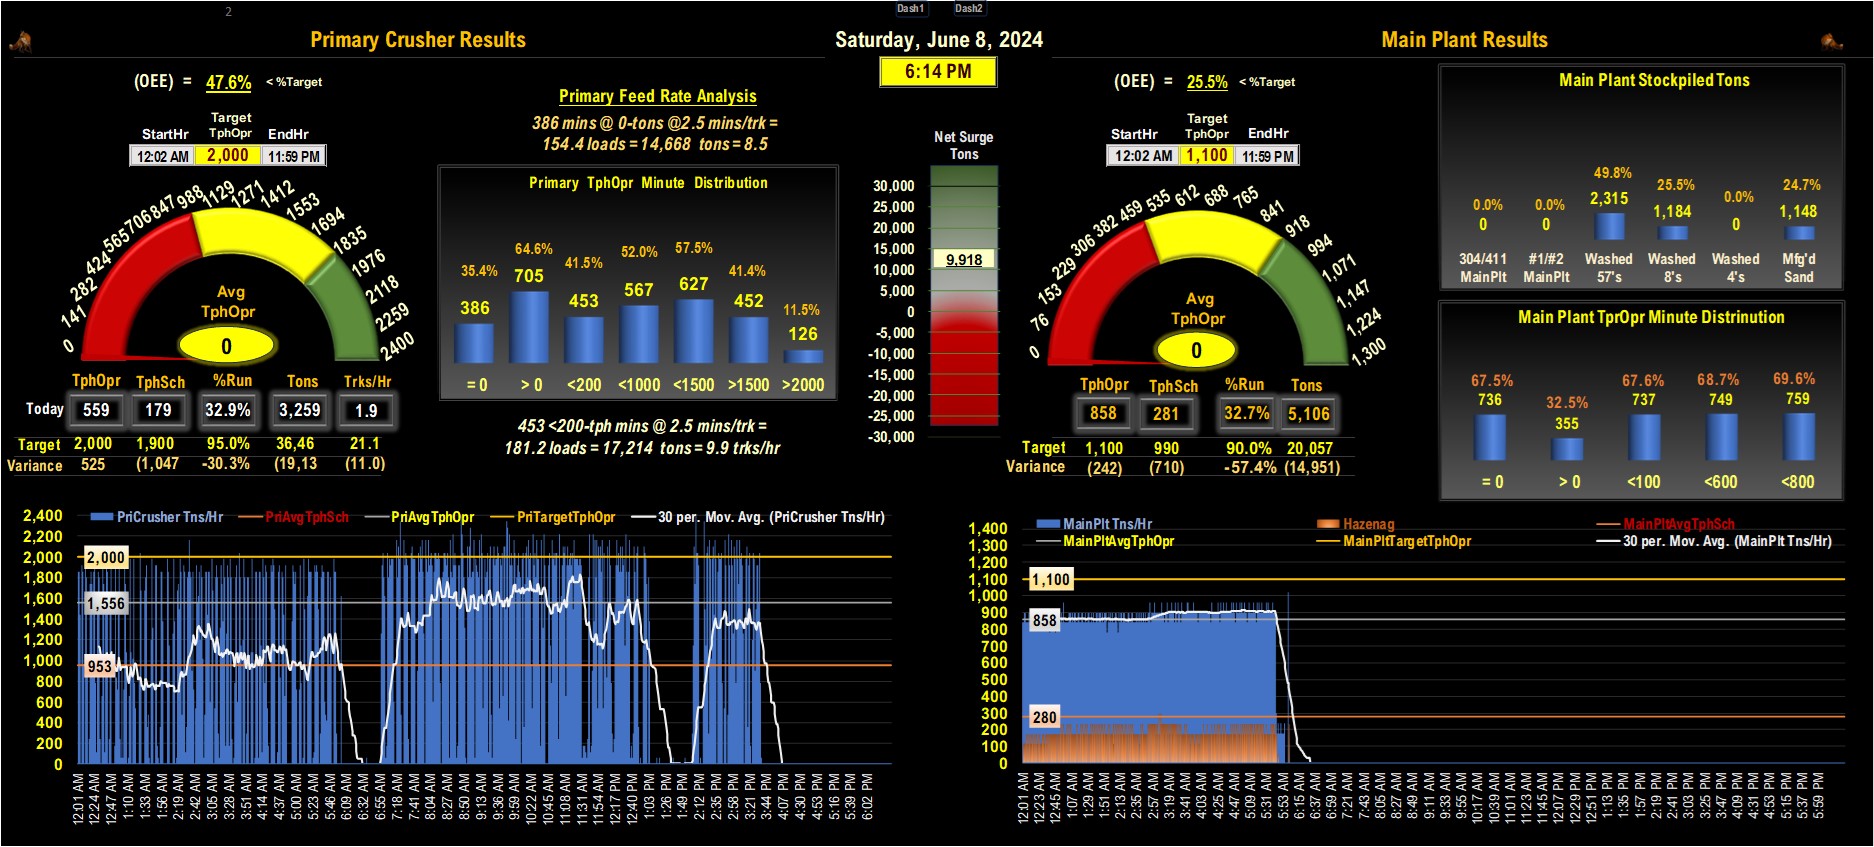 2
Dash1 Dash2
Primary Crusher Results
Saturday, June 8, 2024
Main Plant Results
6:14 PM
(OEE) = 47.6% < %Target
Target
StartHr TphOpr EndHr
12:02 AM 2,000 11:59 PM
0 141 282 424 565 706 847 988 1129 1271 1412 1553 1694 1835 1976 2118 2259 2400
Avg
TphOpr
0
TphOpr TphSch %Run Tons Trks/Hr
Today 559 179 32.9% 3,259 1.9
Target 2,000 1,900 95.0% 36,46 21.1
Variance 525 (1,047 -30.3% (19,13 (11.0)
Primary Feed Rate Analysis
386 mins @ 0-tons @2.5 mins/trk =
154.4 loads = 14,668 tons = 8.5
Primary TphOpr Minute Distribution
35.4% 64.6% 41.5% 52.0% 57.5% 41.4% 11.5%
386 705 453 567 627 452 126
= 0 > 0 <200 <1000 <1500 >1500 >2000
453 <200-tph mins @ 2.5 mins/trk =
181.2 loads = 17,214 tons = 9.9 trks/hr
Net Surge
Tons
30,000
25,000
20,000
15,000
9,918
10,000
5,000
0
-5,000
-10,000
-15,000
-20,000
-25,000
-30,000
(OEE) = 25.5% < %Target
Target
StartHr TphOpr EndHr
12:02 AM 1,100 11:59 PM
0 76 153 229 306 382 459 535 612 688 765 841 918 994 1,071 1,147 1,224 1,300
Avg
TphOpr
0
TphOpr TphSch %Run Tons
858 281 32.7% 5,106
Target 1,100 990 90.0% 20,057
Variance (242) (710) -57.4% (14,951)
Main Plant Stockpiled Tons
0.0% 0.0% 49.8% 25.5% 0.0% 24.7%
0 0 2,315 1,184 0 1,148
304/411 #1/#2 Washed Washed Washed Mfg'd
MainPlt MainPlt 57's 8's 4's Sand
Main Plant TprOpr Minute Distrinution
67.5% 32.5% 67.6% 68.7% 69.6%
736 355 737 749 759
= 0 > 0 <100 <600 <800
PriCrusher Tns/Hr PriAvgTphSch PriAvgTphOpr PriTargetTphOpr 30 per. Mov. Avg. (PriCrusher Tns/Hr)
2,400
2,200
2,000
1,800
1,600
1,400
1,200
1,000
800
600
400
200
0
2,000
1,556
953
12:01 AM 12:24 AM 12:47 AM 1:10 AM 1:33 AM 1:56 AM 2:19 AM 2:42 AM 3:05 AM 3:28 AM 3:51 AM 4:14 AM 4:37 AM 5:00 AM 5:23 AM 5:46 AM 6:09 AM 6:32 AM 6:55 AM 7:18 AM 7:41 AM 8:04 AM 8:27 AM 8:50 AM 9:13 AM 9:36 AM 9:59 AM 10:22 AM 10:45 AM 11:08 AM 11:31 AM 11:54 AM 12:17 PM 12:40 PM 1:03 PM 1:26 PM 1:49 PM 2:12 PM 2:35 PM 2:58 PM 3:21 PM 3:44 PM 4:07 PM 4:30 PM 4:53 PM 5:16 PM 5:39 PM 6:02 PM
MainPlt Tns/Hr Hazenag MainPltAvgTphSch
MainPltAvgTphOpr MainPltTargetTphOpr 30 per. Mov. Avg. (MainPlt Tns/Hr)
1,400
1,300
1,200
1,100
1,000
900
800
700
600
500
400
300
200
100
0
1,100
858
280
12:01 AM 12:23 AM 12:45 AM 1:07 AM 1:29 AM 1:51 AM 2:13 AM 2:35 AM 2:57 AM 3:19 AM 3:41 AM 4:03 AM 4:25 AM 4:47 AM 5:09 AM 5:31 AM 5:53 AM 6:15 AM 6:37 AM 6:59 AM 7:21 AM 7:43 AM 8:05 AM 8:27 AM 8:49 AM 9:11 AM 9:33 AM 9:55 AM 10:17 AM 10:39 AM 11:01 AM 11:23 AM 11:45 AM 12:07 PM 12:29 PM 12:51 PM 1:13 PM 1:35 PM 1:57 PM 2:19 PM 2:41 PM 3:03 PM 3:25 PM 3:47 PM 4:09 PM 4:31 PM 4:53 PM 5:15 PM 5:37 PM 5:59 PM